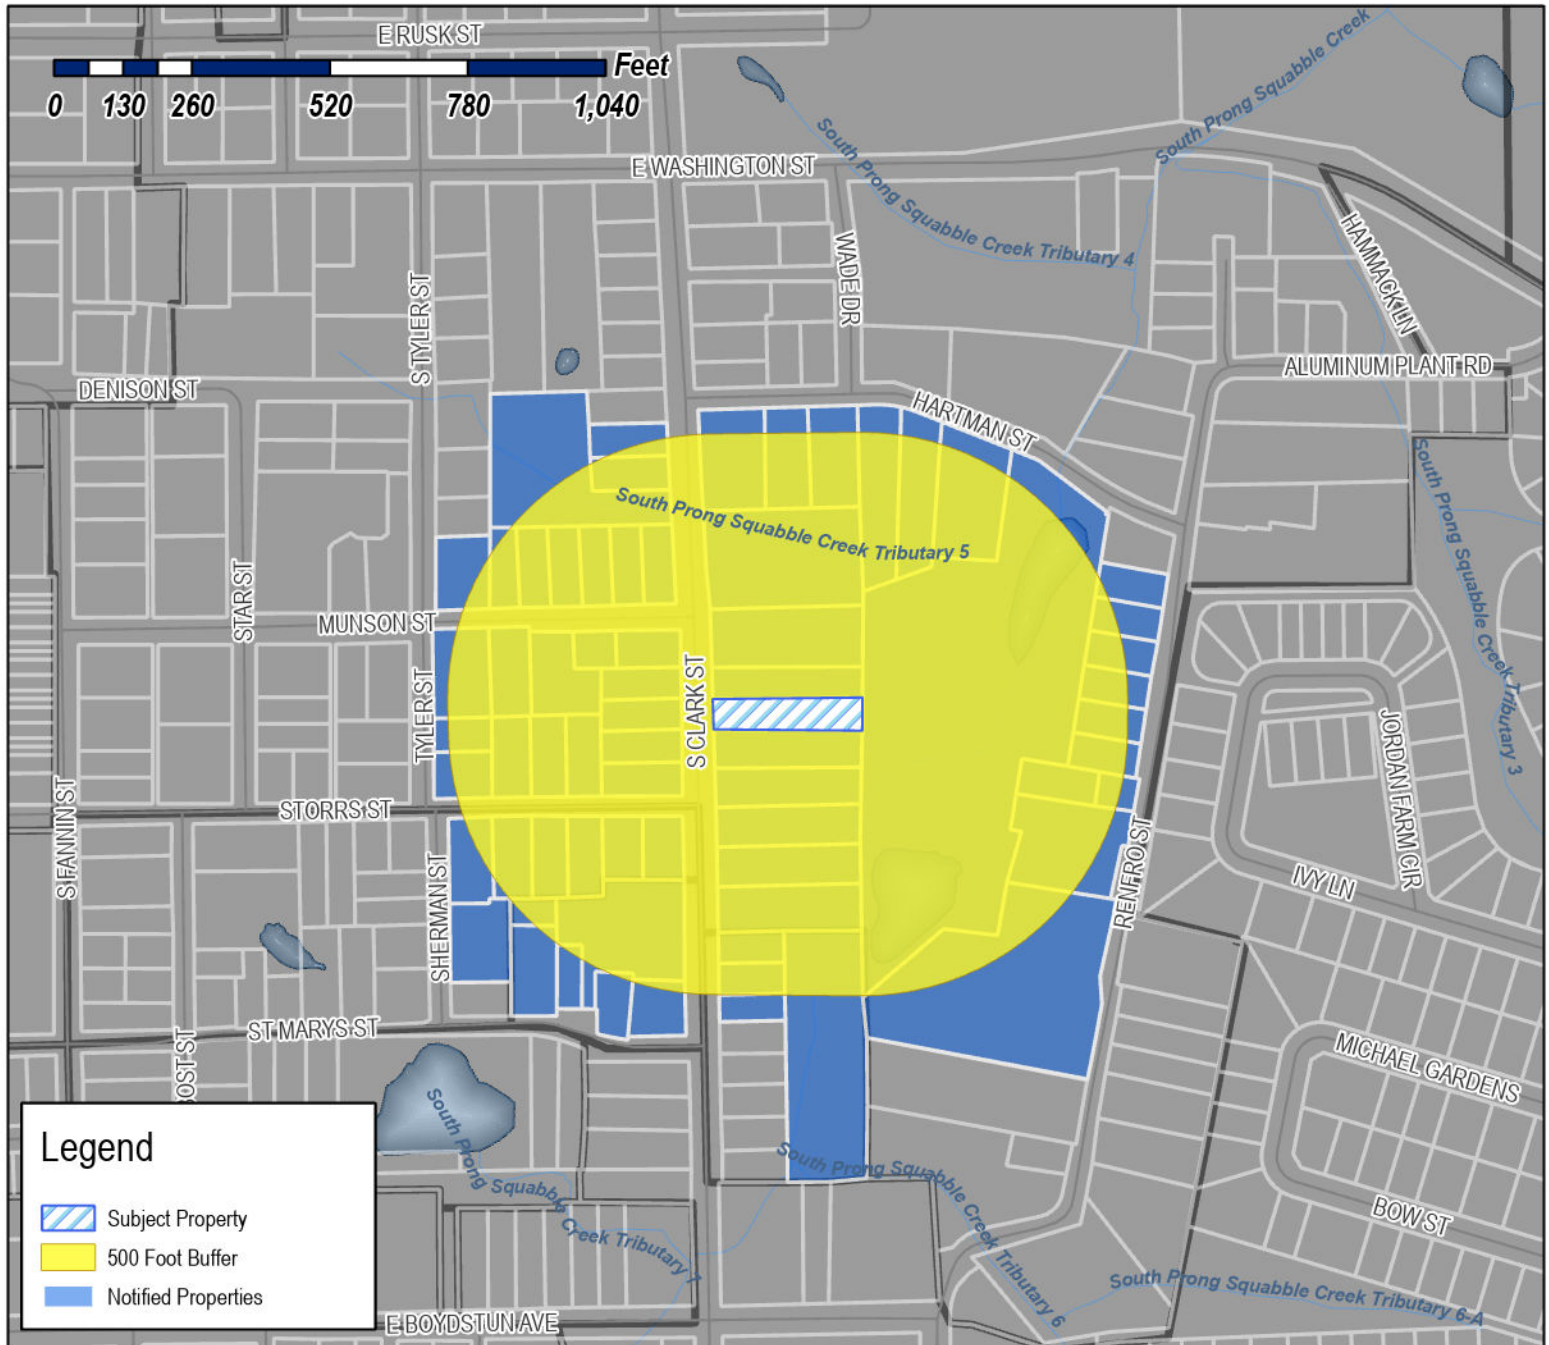 E RUSK ST
Feet
0 130 260 520 780 1,040
South Prong Squabble Creek
E WASHINGTON ST
South Prong Squabble Creek Tributary 4
WADE DR
HAMMACK LN
S TYLER ST
DENISON ST
ALUMINUM PLANT RD
HARTMAN ST
South Prong Squabble Creek Tributary 5
South Prong Squabble Creek Tributary 3
STAR ST
MUNSON ST
TYLER ST
S CLARK ST
JORDAN FARM CIR
S FANNIN ST
STORRS ST
RENFRO ST
IVY LN
SHERMAN ST
ST MARYS ST
BOST ST
MICHAEL GARDENS
South Prong Squabble Creek Tributary 7
South Prong Squabble Creek Tributary 6
BOW ST
South Prong Squabble Creek Tributary 6-A
E BOYDSTUN AVE
Legend
Subject Property
500 Foot Buffer
Notified Properties